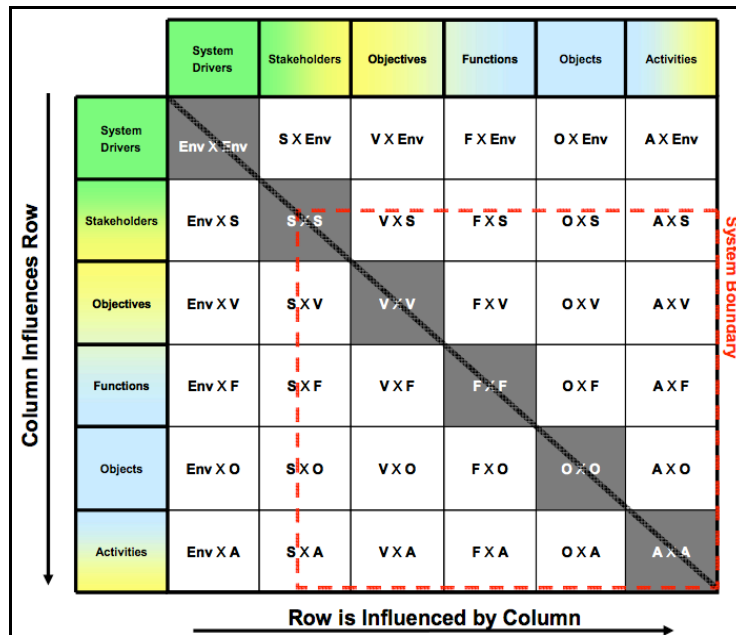 System
Drivers
Stakeholders
Objectives
Functions
Objects
Activities
System
Drivers
Env X Env
S X Env
V X Env
F X Env
O X Env
A X Env
Stakeholders
Env X S
S X S
V X S
F X S
O X S
A X S
Objectives
Env X V
S X V
V X V
F X V
O X V
A X V
Functions
Env X F
S X F
V X F
F X F
O X F
A X F
Objects
Env X O
S X O
V X O
F X O
O X O
A X O
Activities
Env X A
S X A
V X A
F X A
O X A
A X A
Column Influences Row
System Boundary
Row is Influenced by Column